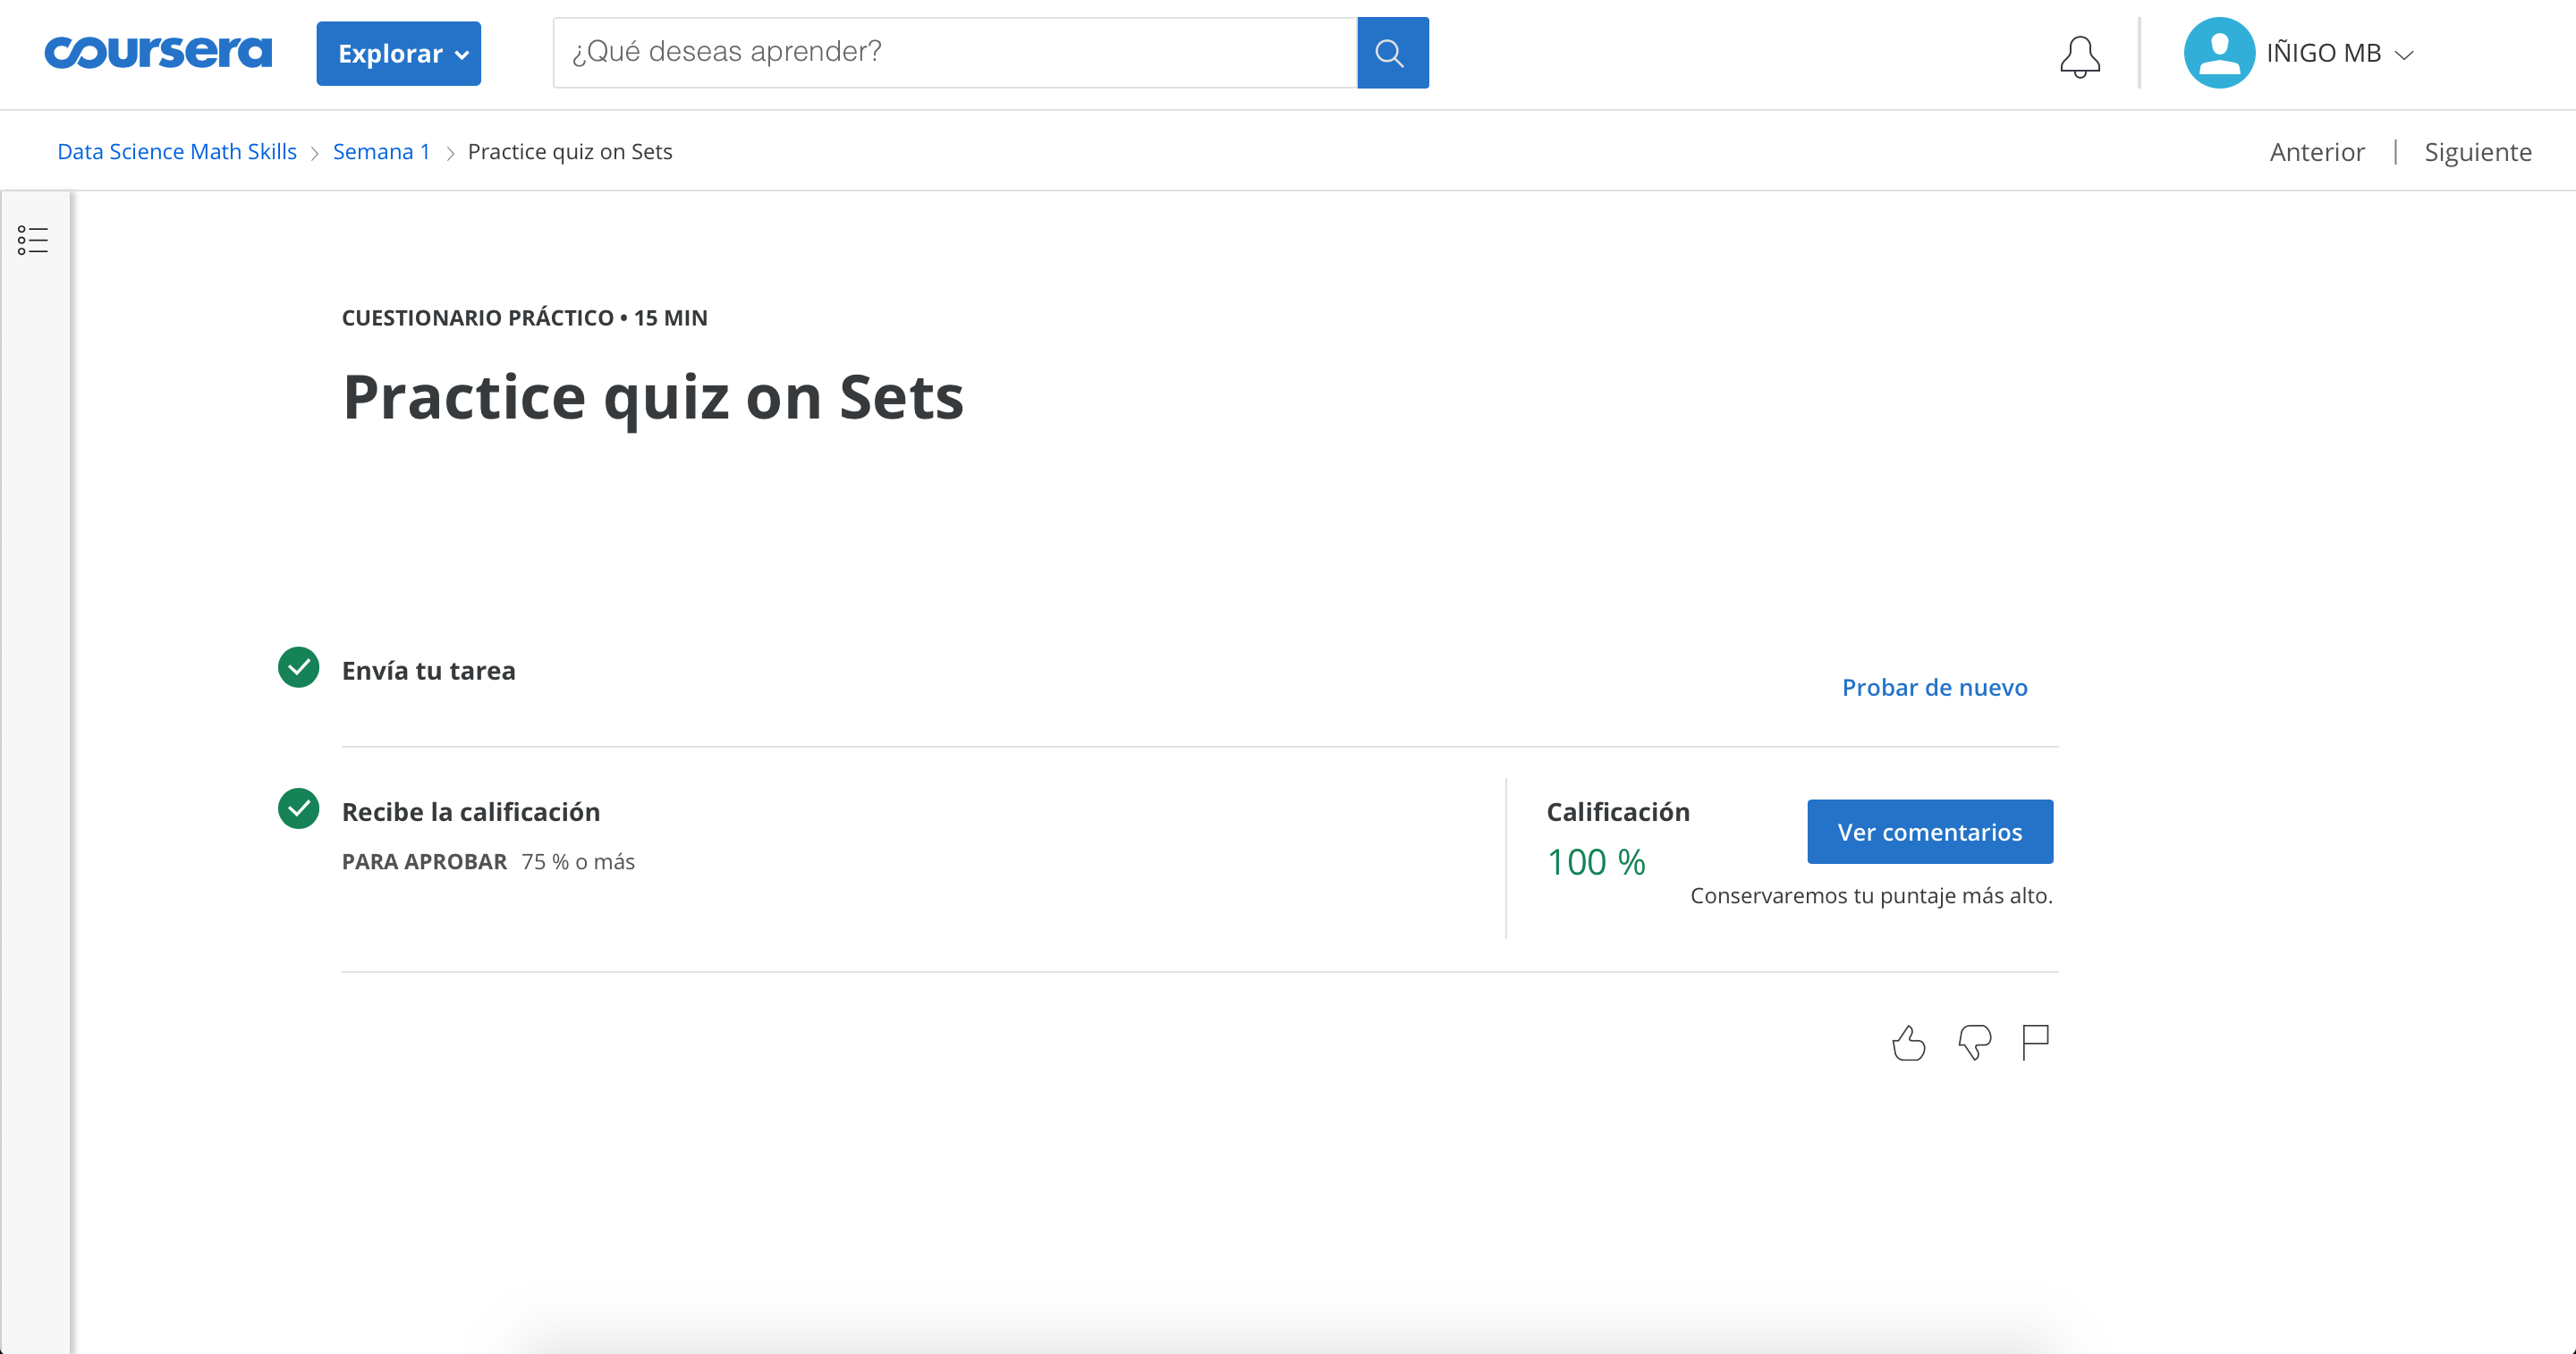 coursera
Explorar
¿Qué deseas aprender?
IÑIGO MB
Data Science Math Skills
Semana 1
Practice quiz on Sets
Anterior | Siguiente
CUESTIONARIO PRÁCTICO • 15 MIN
Practice quiz on Sets
Envía tu tarea
Probar de nuevo
Recibe la calificación
PARA APROBAR 75 % o más
Calificación
100 %
Ver comentarios
Conservaremos tu puntaje más alto.